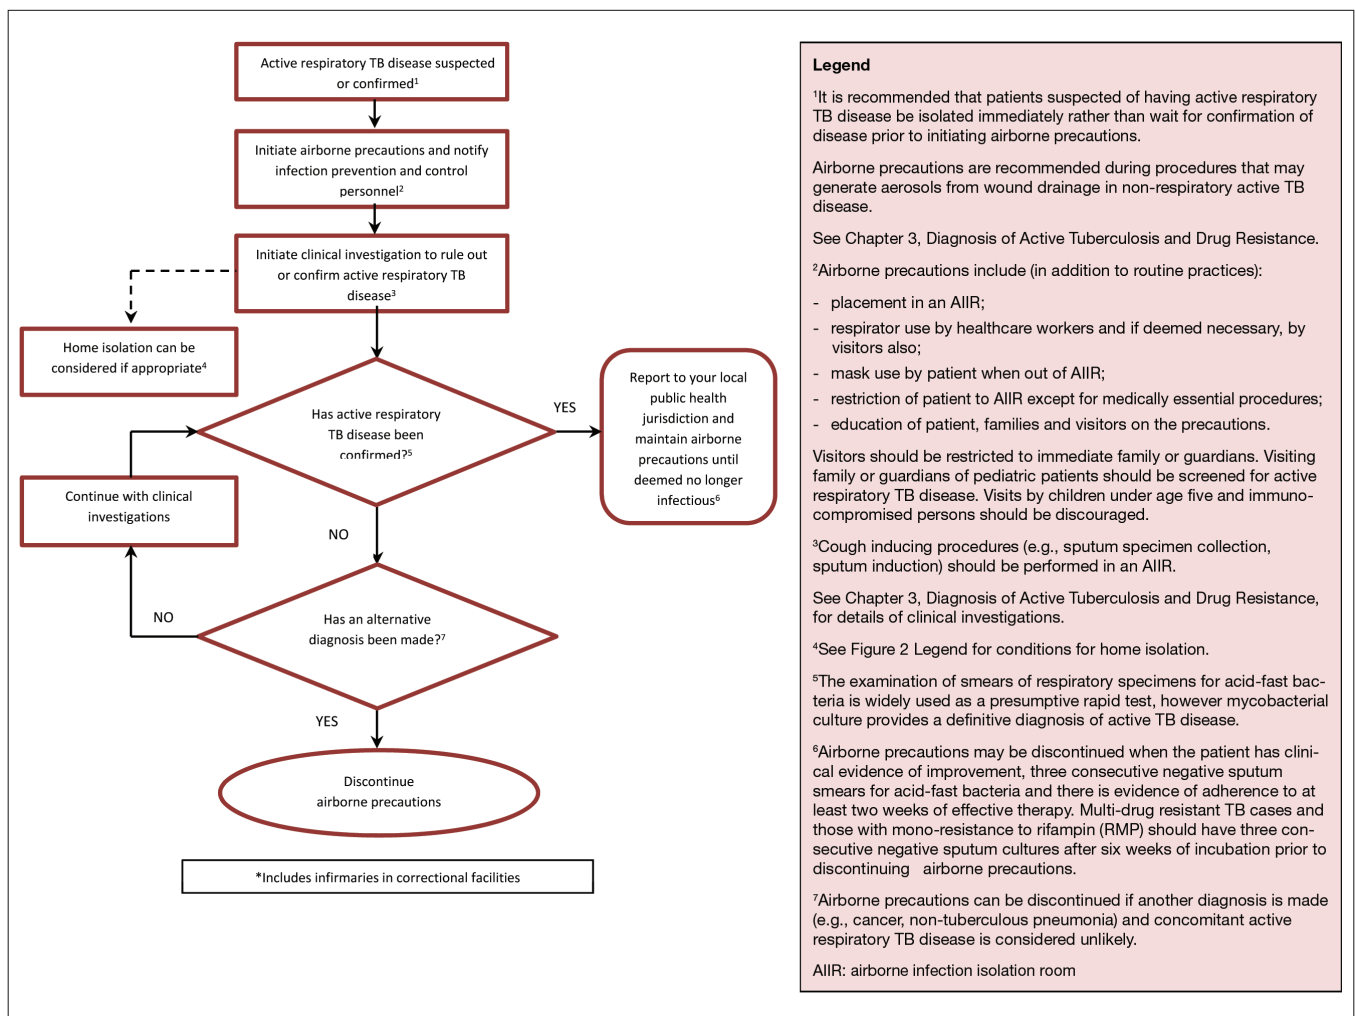 Active respiratory TB disease suspected
or confirmed¹
Initiate airborne precautions and notify
infection prevention and control
personnel²
Initiate clinical investigation to rule out
or confirm active respiratory TB
disease³
Home isolation can be
considered if appropriate⁴
Has active respiratory
TB disease been
confirmed?⁵
YES
Report to your local
public health
jurisdiction and
maintain airborne
precautions until
deemed no longer
infectious⁶
Continue with clinical
investigations
NO
NO
Has an alternative
diagnosis been made?⁷
YES
Discontinue
airborne precautions
*Includes infirmaries in correctional facilities
Legend
¹It is recommended that patients suspected of having active respiratory
TB disease be isolated immediately rather than wait for confirmation of
disease prior to initiating airborne precautions.
Airborne precautions are recommended during procedures that may
generate aerosols from wound drainage in non-respiratory active TB
disease.
See Chapter 3, Diagnosis of Active Tuberculosis and Drug Resistance.
²Airborne precautions include (in addition to routine practices):
- placement in an AIIR;
- respirator use by healthcare workers and if deemed necessary, by
visitors also;
- mask use by patient when out of AIIR;
- restriction of patient to AIIR except for medically essential procedures;
- education of patient, families and visitors on the precautions.
Visitors should be restricted to immediate family or guardians. Visiting
family or guardians of pediatric patients should be screened for active
respiratory TB disease. Visits by children under age five and immuno-
compromised persons should be discouraged.
³Cough inducing procedures (e.g., sputum specimen collection,
sputum induction) should be performed in an AIIR.
See Chapter 3, Diagnosis of Active Tuberculosis and Drug Resistance,
for details of clinical investigations.
⁴See Figure 2 Legend for conditions for home isolation.
⁵The examination of smears of respiratory specimens for acid-fast bac-
teria is widely used as a presumptive rapid test, however mycobacterial
culture provides a definitive diagnosis of active TB disease.
⁶Airborne precautions may be discontinued when the patient has clini-
cal evidence of improvement, three consecutive negative sputum
smears for acid-fast bacteria and there is evidence of adherence to at
least two weeks of effective therapy. Multi-drug resistant TB cases and
those with mono-resistance to rifampin (RMP) should have three con-
secutive negative sputum cultures after six weeks of incubation prior to
discontinuing airborne precautions.
⁷Airborne precautions can be discontinued if another diagnosis is made
(e.g., cancer, non-tuberculous pneumonia) and concomitant active
respiratory TB disease is considered unlikely.
AIIR: airborne infection isolation room